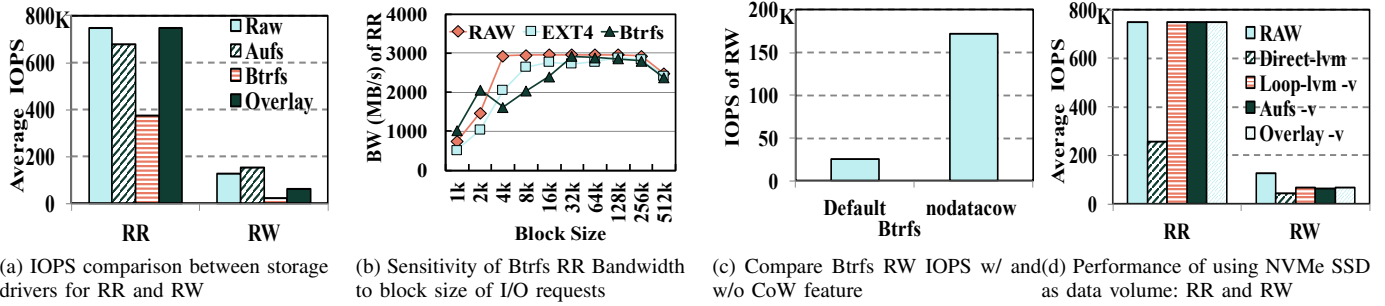 K
800
600
400
200
0
Average IOPS
Raw
Aufs
Btrfs
Overlay
RR
RW
(a) IOPS comparison between storage
drivers for RR and RW
RAW
EXT4
Btrfs
4000
3000
2000
1000
0
BW (MB/s) of RR
1k
2k
4k
8k
16k
32k
64k
128k
256k
512k
Block Size
(b) Sensitivity of Btrfs RR Bandwidth
to block size of I/O requests
K
200
150
100
50
0
IOPS of RW
Default
nodatacow
Btrfs
(c) Compare Btrfs RW IOPS w/ and
w/o CoW feature
K
800
600
400
200
0
Average IOPS
RAW
Direct-lvm
Loop-lvm -v
Aufs -v
Overlay -v
RR
RW
(d) Performance of using NVMe SSD
as data volume: RR and RW